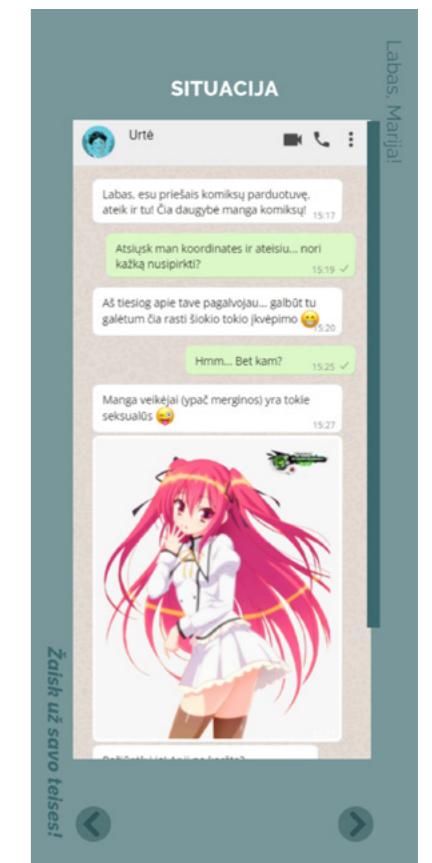 Labas, Marija!
SITUACIJA
Urtė
Labas, esu priešais komiksų parduotuvę,
ateik ir tu! Čia daugybė manga komiksų!
15:17
Atsiųsk man koordinates ir ateisiu... nori
kažką nusipirkti?
15:19
Aš tiesiog apie tave pagalvojau... galbūt tu
galėtum čia rasti šiokio tokio įkvėpimo
15:20
Hmm... Bet kam?
15:25
Manga veikėjai (ypač merginos) yra tokie
seksualūs
15:27
Žaisk už savo teises!